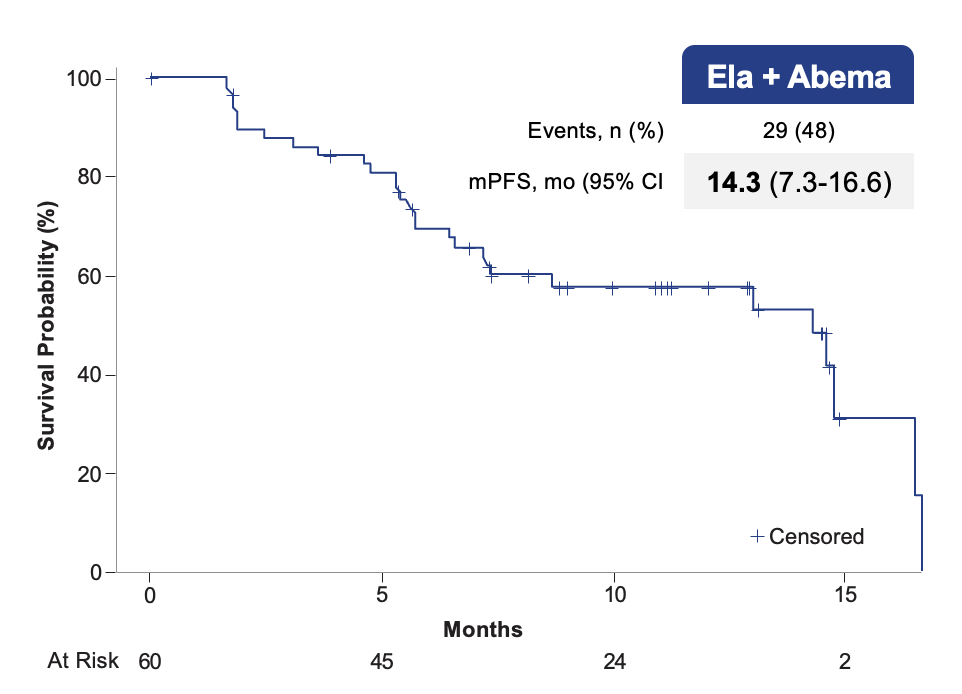 Ela + Abema
Events, n (%) 29 (48)
mPFS, mo (95% CI 14.3 (7.3-16.6)
100
80
60
40
20
0
Survival Probability (%)
+ Censored
0 5 10 15
Months
At Risk 60 45 24 2